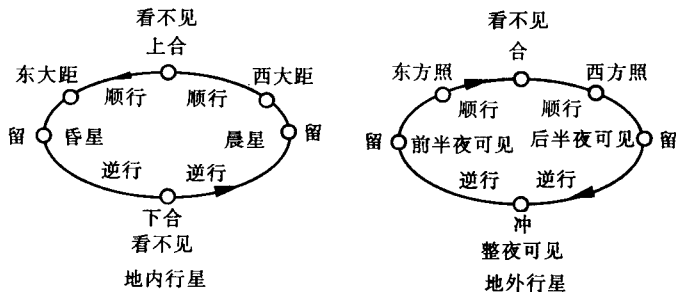 看不见
上合
东大距
西大距
顺行
顺行
留
昏星
晨星
留
逆行
逆行
下合
看不见
地内行星
看不见
合
东方照
西方照
顺行
顺行
留
前半夜可见
后半夜可见
留
逆行
逆行
冲
整夜可见
地外行星